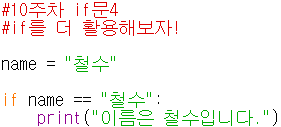 #10주차 if문4
#if를 더 활용해보자!
name = "철수"
if name == "철수":
    print("이름은 철수입니다.")